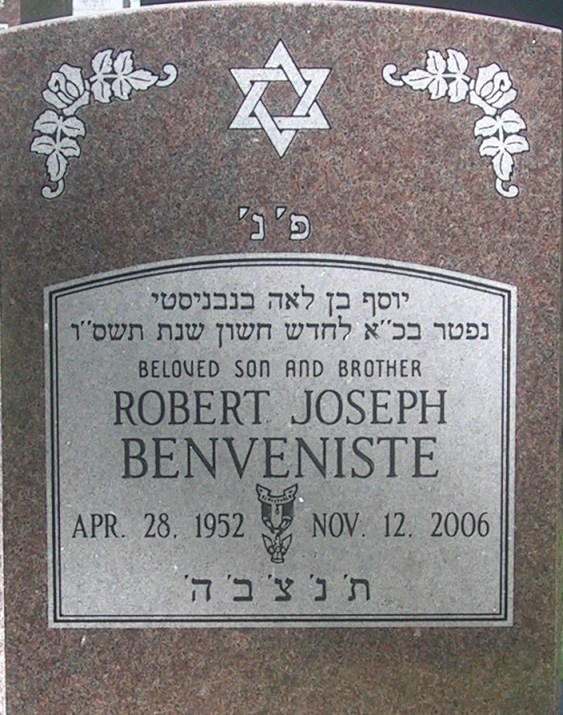 פ׳ נ׳
יוסף בן לאה בנבניסטי
נפטר בכ״א לחדש חשון שנת תשס״ו
BELOVED SON AND BROTHER
ROBERT JOSEPH
BENVENISTE
APR. 28, 1952 NOV. 12, 2006
ת׳ נ׳ צ׳ ב׳ ה׳